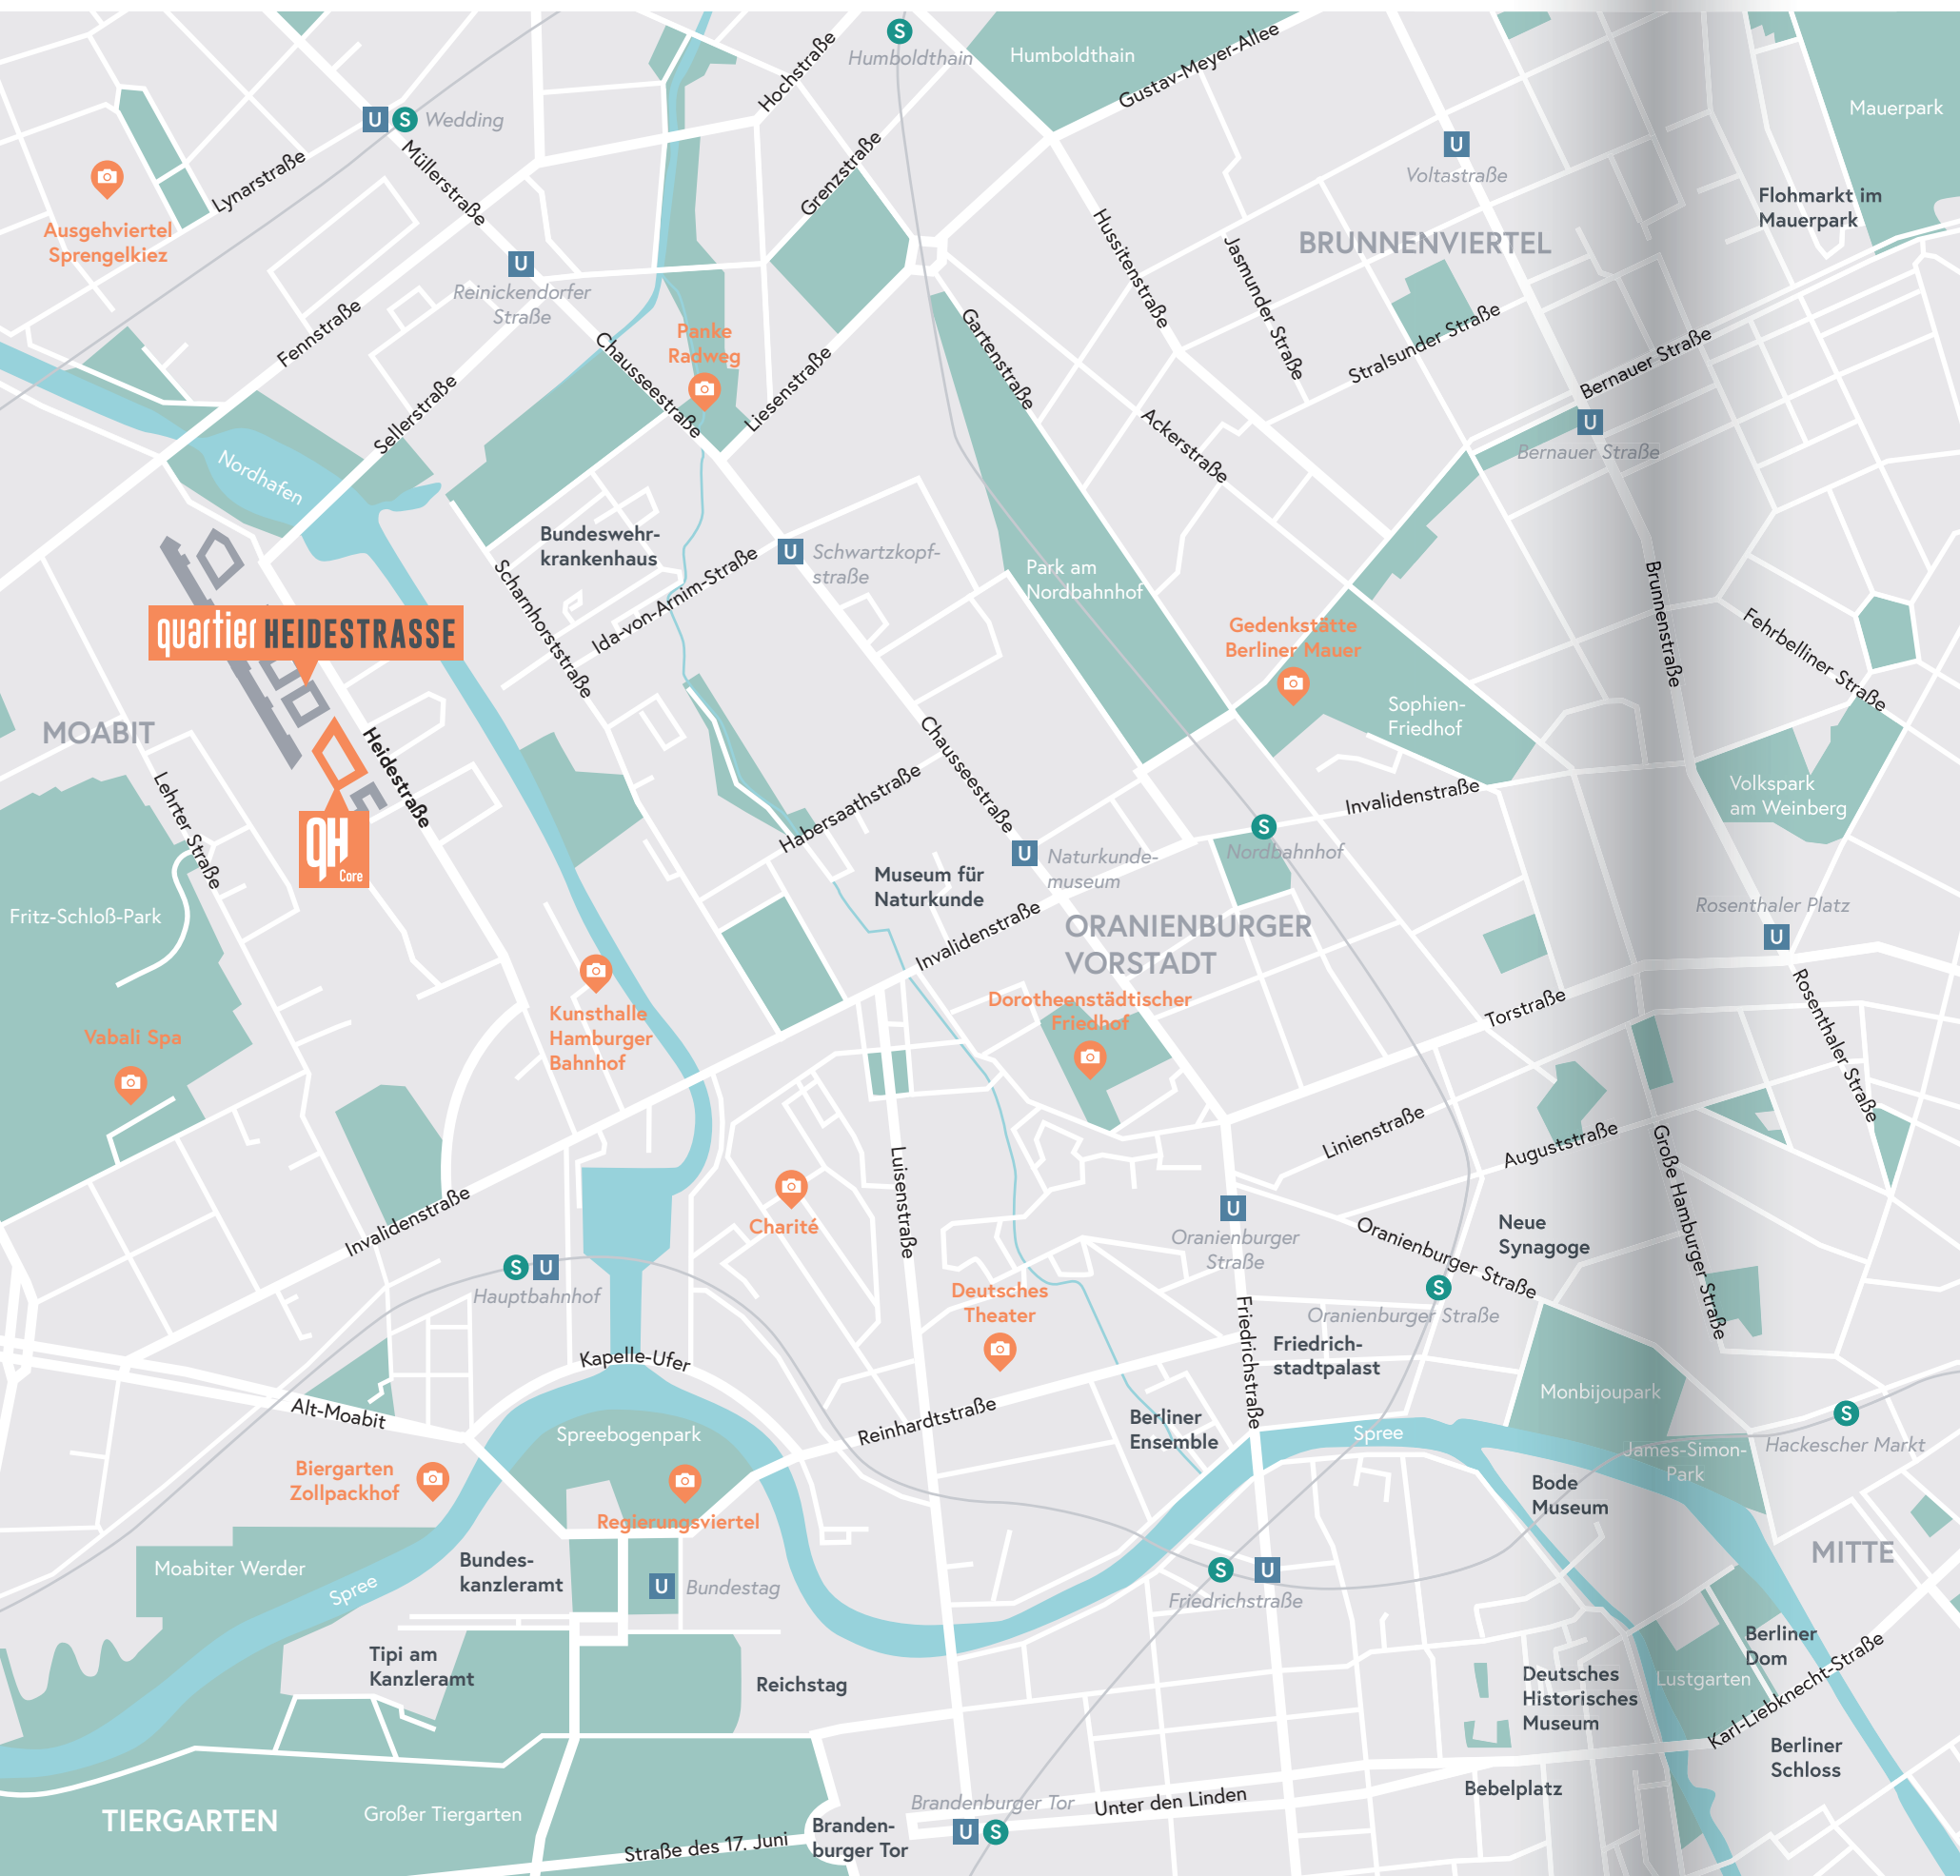 S
Humboldthain
Humboldthain
Gustav-Meyer-Allee
Hochstraße
Mauerpark
U S Wedding
U
Voltastraße
Müllerstraße
Lynarstraße
Grenzstraße
Ausgehviertel
Sprengelkiez
Flohmarkt im
Mauerpark
BRUNNENVIERTEL
Hussitenstraße
Jasmunder Straße
U
Reinickendorfer
Straße
Fennstraße
Chausseestraße
Panke
Radweg
Liesenstraße
Gartenstraße
Stralsunder Straße
Bernauer Straße
Sellerstraße
Ackerstraße
U
Bernauer Straße
Nordhafen
Bundeswehr-
krankenhaus
U Schwartzkopf-
straße
Park am
Nordbahnhof
Scharnhorststraße
Ida-von-Arnim-Straße
Brunnenstraße
Fehrbelliner Straße
quartier HEIDESTRASSE
Gedenkstätte
Berliner Mauer
Sophien-
Friedhof
MOABIT
Heidestraße
Lehrter Straße
Chausseestraße
Habersaathstraße
Invalidenstraße
Volkspark
am Weinberg
qH
Core
S
Nordbahnhof
U Naturkunde-
museum
Museum für
Naturkunde
Fritz-Schloß-Park
Invalidenstraße
ORANIENBURGER
VORSTADT
Rosenthaler Platz
U
Dorotheenstädtischer
Friedhof
Torstraße
Rosenthaler Straße
Kunsthalle
Hamburger
Bahnhof
Vabali Spa
Linienstraße
Auguststraße
Große Hamburger Straße
Luisenstraße
Charité
Invalidenstraße
U
Oranienburger
Straße
Oranienburger Straße
Neue
Synagoge
S U
Hauptbahnhof
Deutsches
Theater
S
Oranienburger Straße
Friedrichstraße
Friedrich-
stadtpalast
Kapelle-Ufer
Alt-Moabit
Reinhardtstraße
Monbijoupark
Spreebogenpark
Berliner
Ensemble
Spree
S
Hackescher Markt
James-Simon-
Park
Biergarten
Zollpackhof
Regierungsviertel
Bode
Museum
MITTE
Moabiter Werder
Spree
Bundes-
kanzleramt
U Bundestag
S U
Friedrichstraße
Tipi am
Kanzleramt
Reichstag
Berliner
Dom
Deutsches
Historisches
Museum
Lustgarten
Karl-Liebknecht-Straße
Berliner
Schloss
Bebelplatz
TIERGARTEN
Großer Tiergarten
Straße des 17. Juni
Branden-
burger Tor
Brandenburger Tor
U S
Unter den Linden